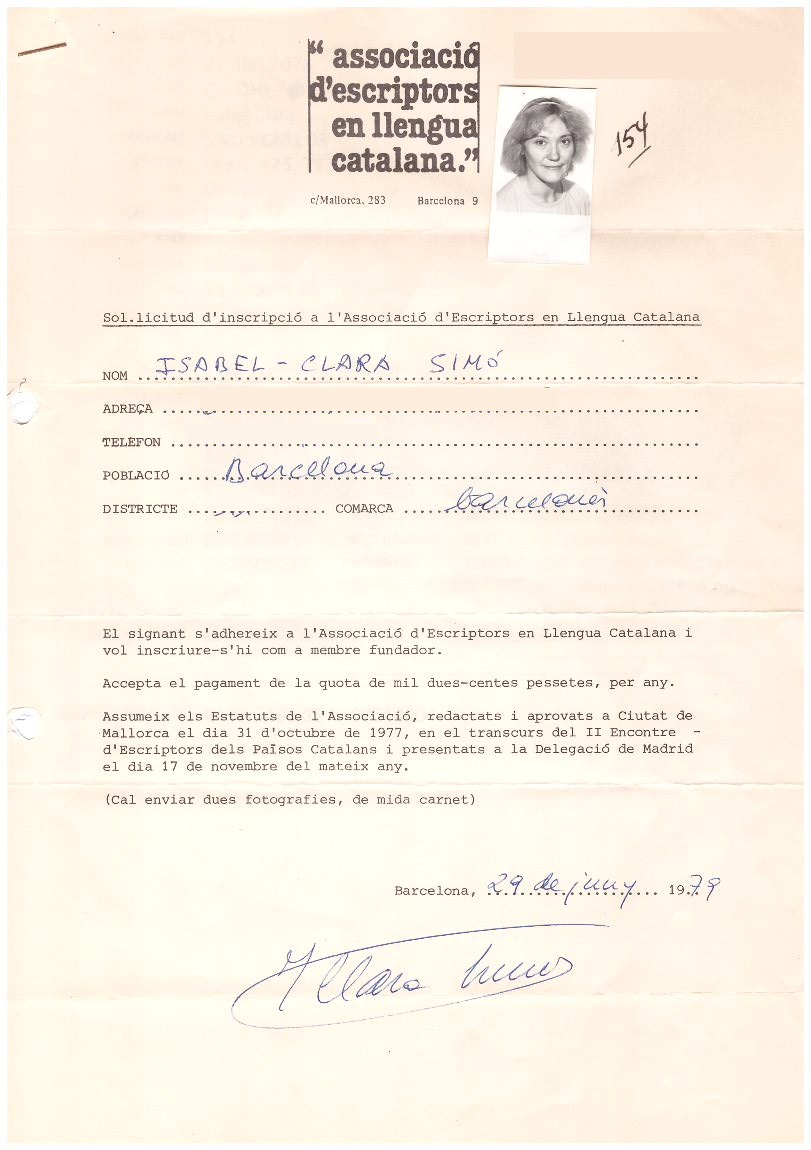 “ associació
d'escriptors
en llengua
catalana.”
c/Mallorca, 283 Barcelona 9
154
Sol.licitud d'inscripció a l'Associació d'Escriptors en Llengua Catalana
NOM ISABEL - CLARA SIMÓ
ADREÇA
TELÈFON
POBLACIÓ Barcelona
DISTRICTE COMARCA barcelonès
El signant s'adhereix a l'Associació d'Escriptors en Llengua Catalana i
vol inscriure-s'hi com a membre fundador.
Accepta el pagament de la quota de mil dues-centes pessetes, per any.
Assumeix els Estatuts de l'Associació, redactats i aprovats a Ciutat de
Mallorca el dia 31 d'octubre de 1977, en el transcurs del II Encontre -
d'Escriptors dels Països Catalans i presentats a la Delegació de Madrid
el dia 17 de novembre del mateix any.
(Cal enviar dues fotografies, de mida carnet)
Barcelona, 29 de juny 1979
I Clara Simó